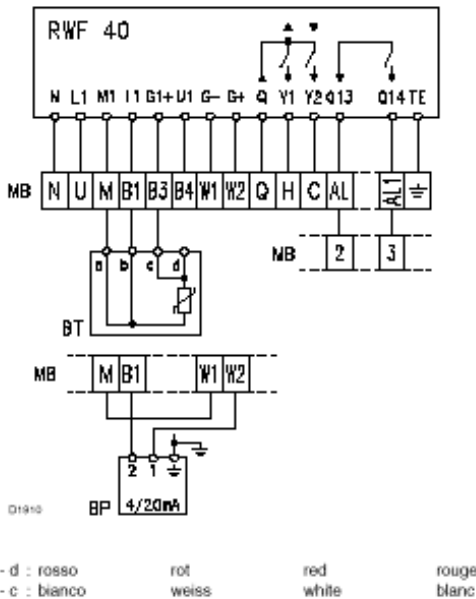 RWF 40
N L1 M1 I1 G1+ U1 G- G+ Q Y1 Y2 Q13 Q14 TE
MB N U M B1 B3 B4 W1 W2 Q H C AL AL1
a b c d
MB 2 3
BT
MB M B1 W1 W2
2 1
D1910 BP 4/20mA
- d : rosso rot red rouge
- c : bianco weiss white blanc